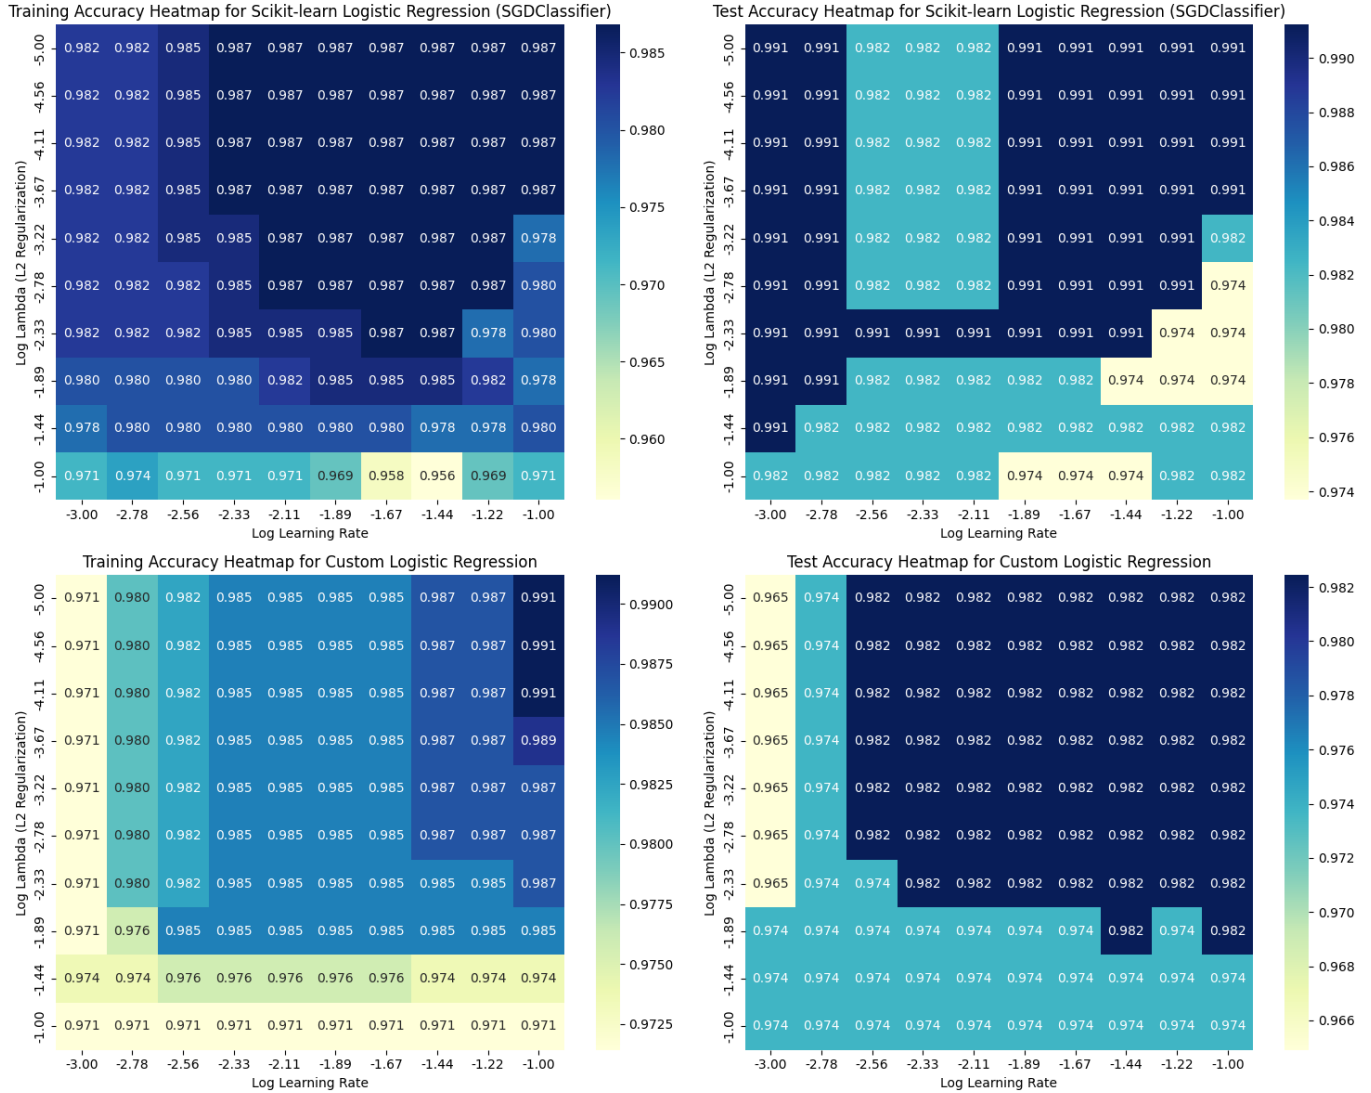 Training Accuracy Heatmap for Scikit-learn Logistic Regression (SGDClassifier)
Log Lambda (L2 Regularization)
-5.00 0.982 0.982 0.985 0.987 0.987 0.987 0.987 0.987 0.987 0.987
-4.56 0.982 0.982 0.985 0.987 0.987 0.987 0.987 0.987 0.987 0.987
-4.11 0.982 0.982 0.985 0.987 0.987 0.987 0.987 0.987 0.987 0.987
-3.67 0.982 0.982 0.985 0.987 0.987 0.987 0.987 0.987 0.987 0.987
-3.22 0.982 0.982 0.985 0.985 0.987 0.987 0.987 0.987 0.987 0.978
-2.78 0.982 0.982 0.982 0.985 0.987 0.987 0.987 0.987 0.987 0.980
-2.33 0.982 0.982 0.982 0.985 0.985 0.985 0.987 0.987 0.978 0.980
-1.89 0.980 0.980 0.980 0.980 0.982 0.985 0.985 0.985 0.982 0.978
-1.44 0.978 0.980 0.980 0.980 0.980 0.980 0.980 0.978 0.978 0.980
-1.00 0.971 0.974 0.971 0.971 0.971 0.969 0.958 0.956 0.969 0.971
-3.00 -2.78 -2.56 -2.33 -2.11 -1.89 -1.67 -1.44 -1.22 -1.00
Log Learning Rate
0.985
0.980
0.975
0.970
0.965
0.960
Test Accuracy Heatmap for Scikit-learn Logistic Regression (SGDClassifier)
Log Lambda (L2 Regularization)
-5.00 0.991 0.991 0.982 0.982 0.982 0.991 0.991 0.991 0.991 0.991
-4.56 0.991 0.991 0.982 0.982 0.982 0.991 0.991 0.991 0.991 0.991
-4.11 0.991 0.991 0.982 0.982 0.982 0.991 0.991 0.991 0.991 0.991
-3.67 0.991 0.991 0.982 0.982 0.982 0.991 0.991 0.991 0.991 0.991
-3.22 0.991 0.991 0.982 0.982 0.982 0.991 0.991 0.991 0.991 0.982
-2.78 0.991 0.991 0.982 0.982 0.982 0.991 0.991 0.991 0.991 0.974
-2.33 0.991 0.991 0.991 0.991 0.991 0.991 0.991 0.991 0.974 0.974
-1.89 0.991 0.991 0.982 0.982 0.982 0.982 0.982 0.974 0.974 0.974
-1.44 0.991 0.982 0.982 0.982 0.982 0.982 0.982 0.982 0.982 0.982
-1.00 0.982 0.982 0.982 0.982 0.982 0.974 0.974 0.974 0.982 0.982
-3.00 -2.78 -2.56 -2.33 -2.11 -1.89 -1.67 -1.44 -1.22 -1.00
Log Learning Rate
0.990
0.988
0.986
0.984
0.982
0.980
0.978
0.976
0.974
Training Accuracy Heatmap for Custom Logistic Regression
Log Lambda (L2 Regularization)
-5.00 0.971 0.980 0.982 0.985 0.985 0.985 0.985 0.987 0.987 0.991
-4.56 0.971 0.980 0.982 0.985 0.985 0.985 0.985 0.987 0.987 0.991
-4.11 0.971 0.980 0.982 0.985 0.985 0.985 0.985 0.987 0.987 0.991
-3.67 0.971 0.980 0.982 0.985 0.985 0.985 0.985 0.987 0.987 0.989
-3.22 0.971 0.980 0.982 0.985 0.985 0.985 0.985 0.987 0.987 0.987
-2.78 0.971 0.980 0.982 0.985 0.985 0.985 0.985 0.987 0.987 0.987
-2.33 0.971 0.980 0.982 0.985 0.985 0.985 0.985 0.985 0.985 0.987
-1.89 0.971 0.976 0.985 0.985 0.985 0.985 0.985 0.985 0.985 0.985
-1.44 0.974 0.974 0.976 0.976 0.976 0.976 0.976 0.974 0.974 0.974
-1.00 0.971 0.971 0.971 0.971 0.971 0.971 0.971 0.971 0.971 0.971
-3.00 -2.78 -2.56 -2.33 -2.11 -1.89 -1.67 -1.44 -1.22 -1.00
Log Learning Rate
0.9900
0.9875
0.9850
0.9825
0.9800
0.9775
0.9750
0.9725
Test Accuracy Heatmap for Custom Logistic Regression
Log Lambda (L2 Regularization)
-5.00 0.965 0.974 0.982 0.982 0.982 0.982 0.982 0.982 0.982 0.982
-4.56 0.965 0.974 0.982 0.982 0.982 0.982 0.982 0.982 0.982 0.982
-4.11 0.965 0.974 0.982 0.982 0.982 0.982 0.982 0.982 0.982 0.982
-3.67 0.965 0.974 0.982 0.982 0.982 0.982 0.982 0.982 0.982 0.982
-3.22 0.965 0.974 0.982 0.982 0.982 0.982 0.982 0.982 0.982 0.982
-2.78 0.965 0.974 0.982 0.982 0.982 0.982 0.982 0.982 0.982 0.982
-2.33 0.965 0.974 0.974 0.982 0.982 0.982 0.982 0.982 0.982 0.982
-1.89 0.974 0.974 0.974 0.974 0.974 0.974 0.974 0.982 0.974 0.982
-1.44 0.974 0.974 0.974 0.974 0.974 0.974 0.974 0.974 0.974 0.974
-1.00 0.974 0.974 0.974 0.974 0.974 0.974 0.974 0.974 0.974 0.974
-3.00 -2.78 -2.56 -2.33 -2.11 -1.89 -1.67 -1.44 -1.22 -1.00
Log Learning Rate
0.982
0.980
0.978
0.976
0.974
0.972
0.970
0.968
0.966